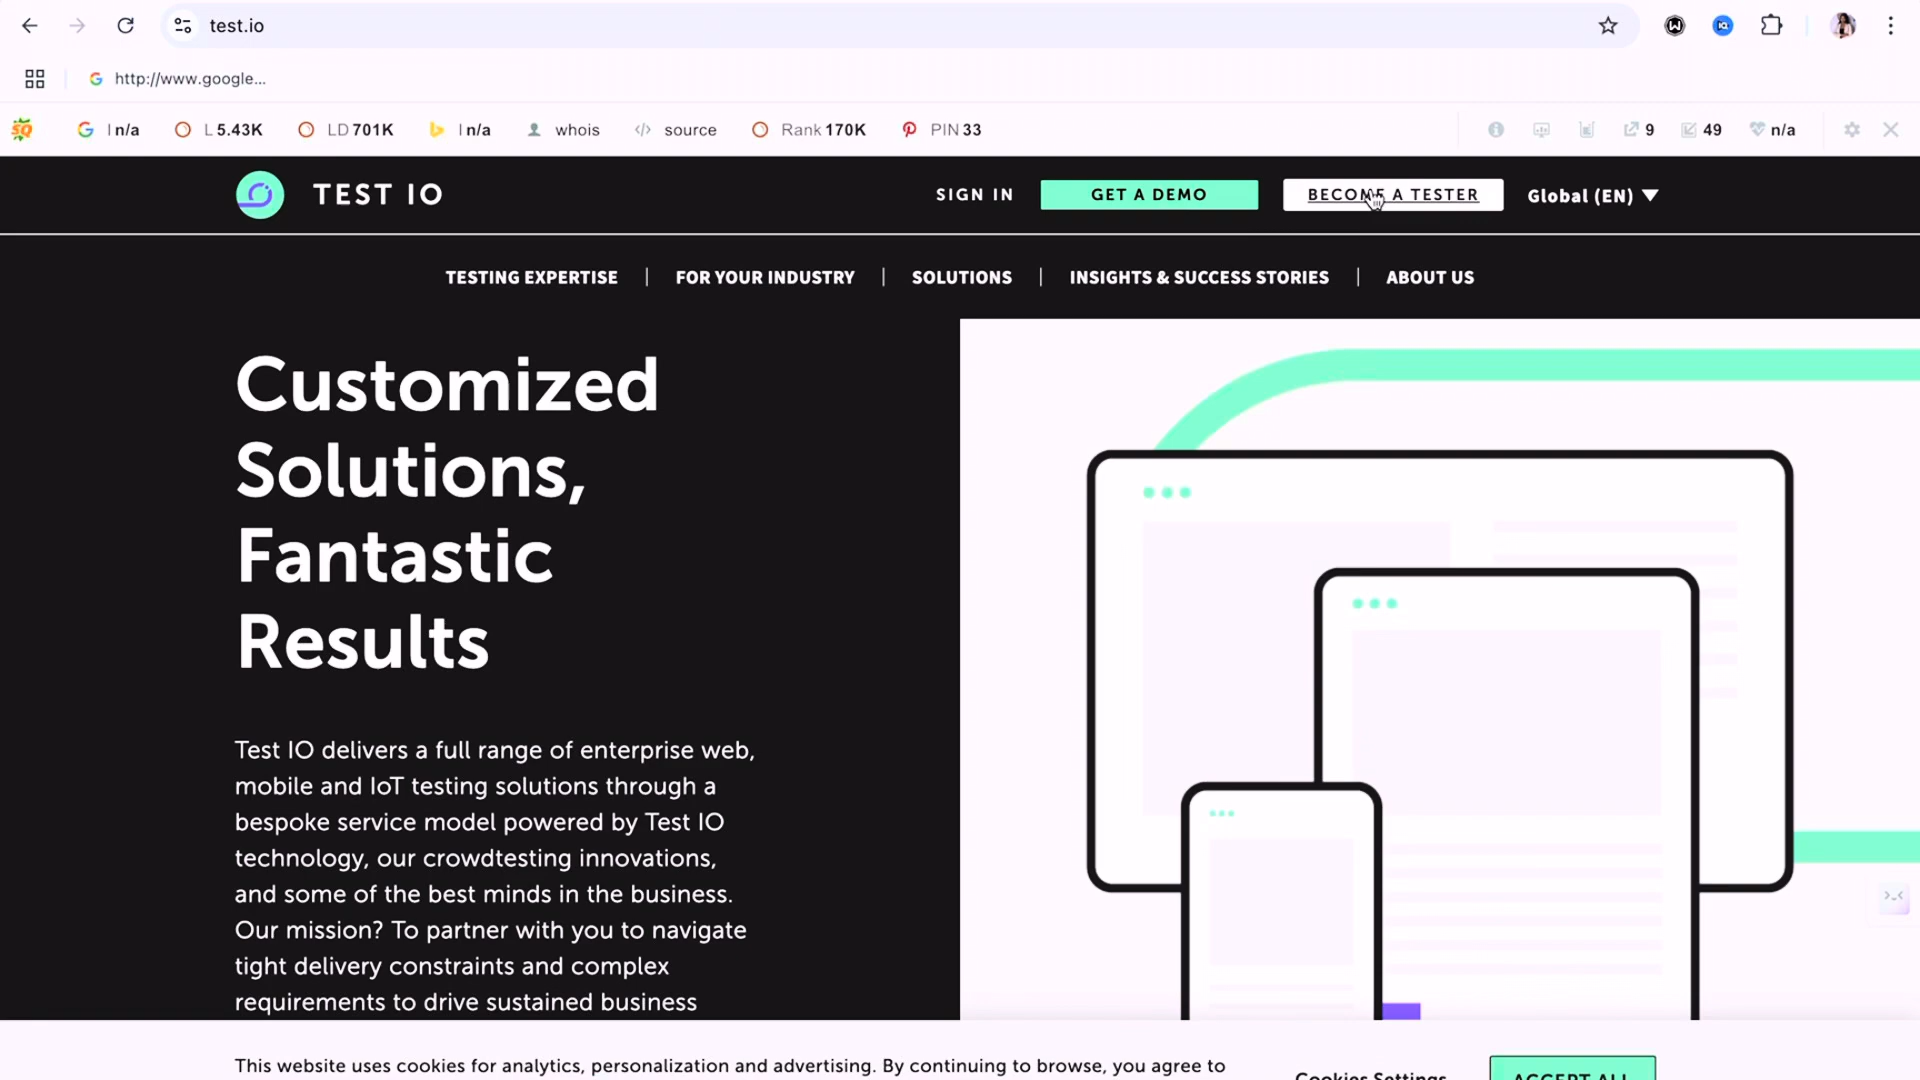 test.io
http://www.google...
SQ I n/a L 5.43K LD 701K I n/a whois source Rank 170K PIN 33 9 49 n/a
TEST IO SIGN IN GET A DEMO BECOME A TESTER Global (EN)
TESTING EXPERTISE | FOR YOUR INDUSTRY | SOLUTIONS | INSIGHTS & SUCCESS STORIES | ABOUT US
Customized
Solutions,
Fantastic
Results
Test IO delivers a full range of enterprise web,
mobile and IoT testing solutions through a
bespoke service model powered by Test IO
technology, our crowdtesting innovations,
and some of the best minds in the business.
Our mission? To partner with you to navigate
tight delivery constraints and complex
requirements to drive sustained business
This website uses cookies for analytics, personalization and advertising. By continuing to browse, you agree to
Cookies Settings ACCEPT ALL